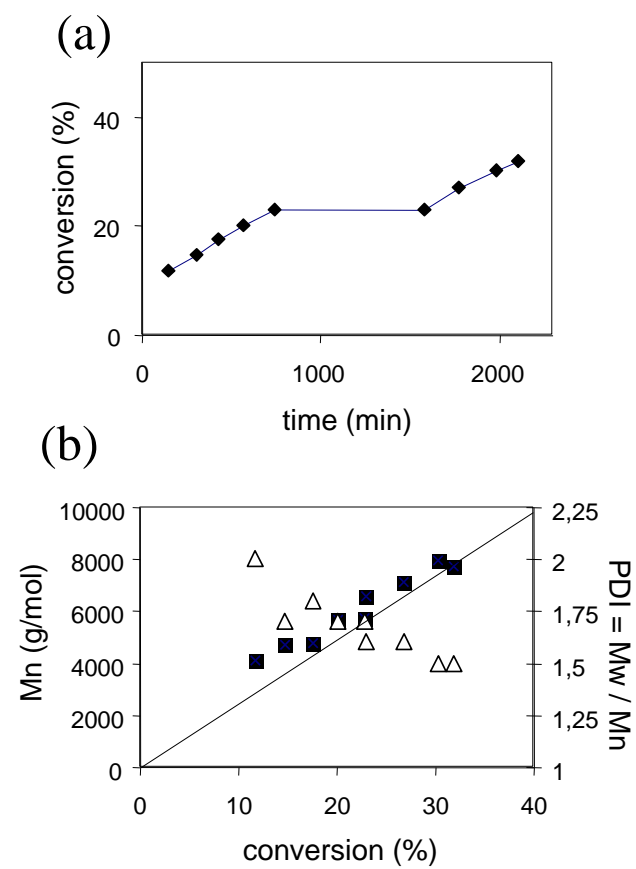 (a)
conversion (%)
40
20
0
0 1000 2000
time (min)
(b)
Mn (g/mol)
10000
8000
6000
4000
2000
0
2,25
2
1,75
1,5
1,25
1
PDI = Mw / Mn
0 10 20 30 40
conversion (%)